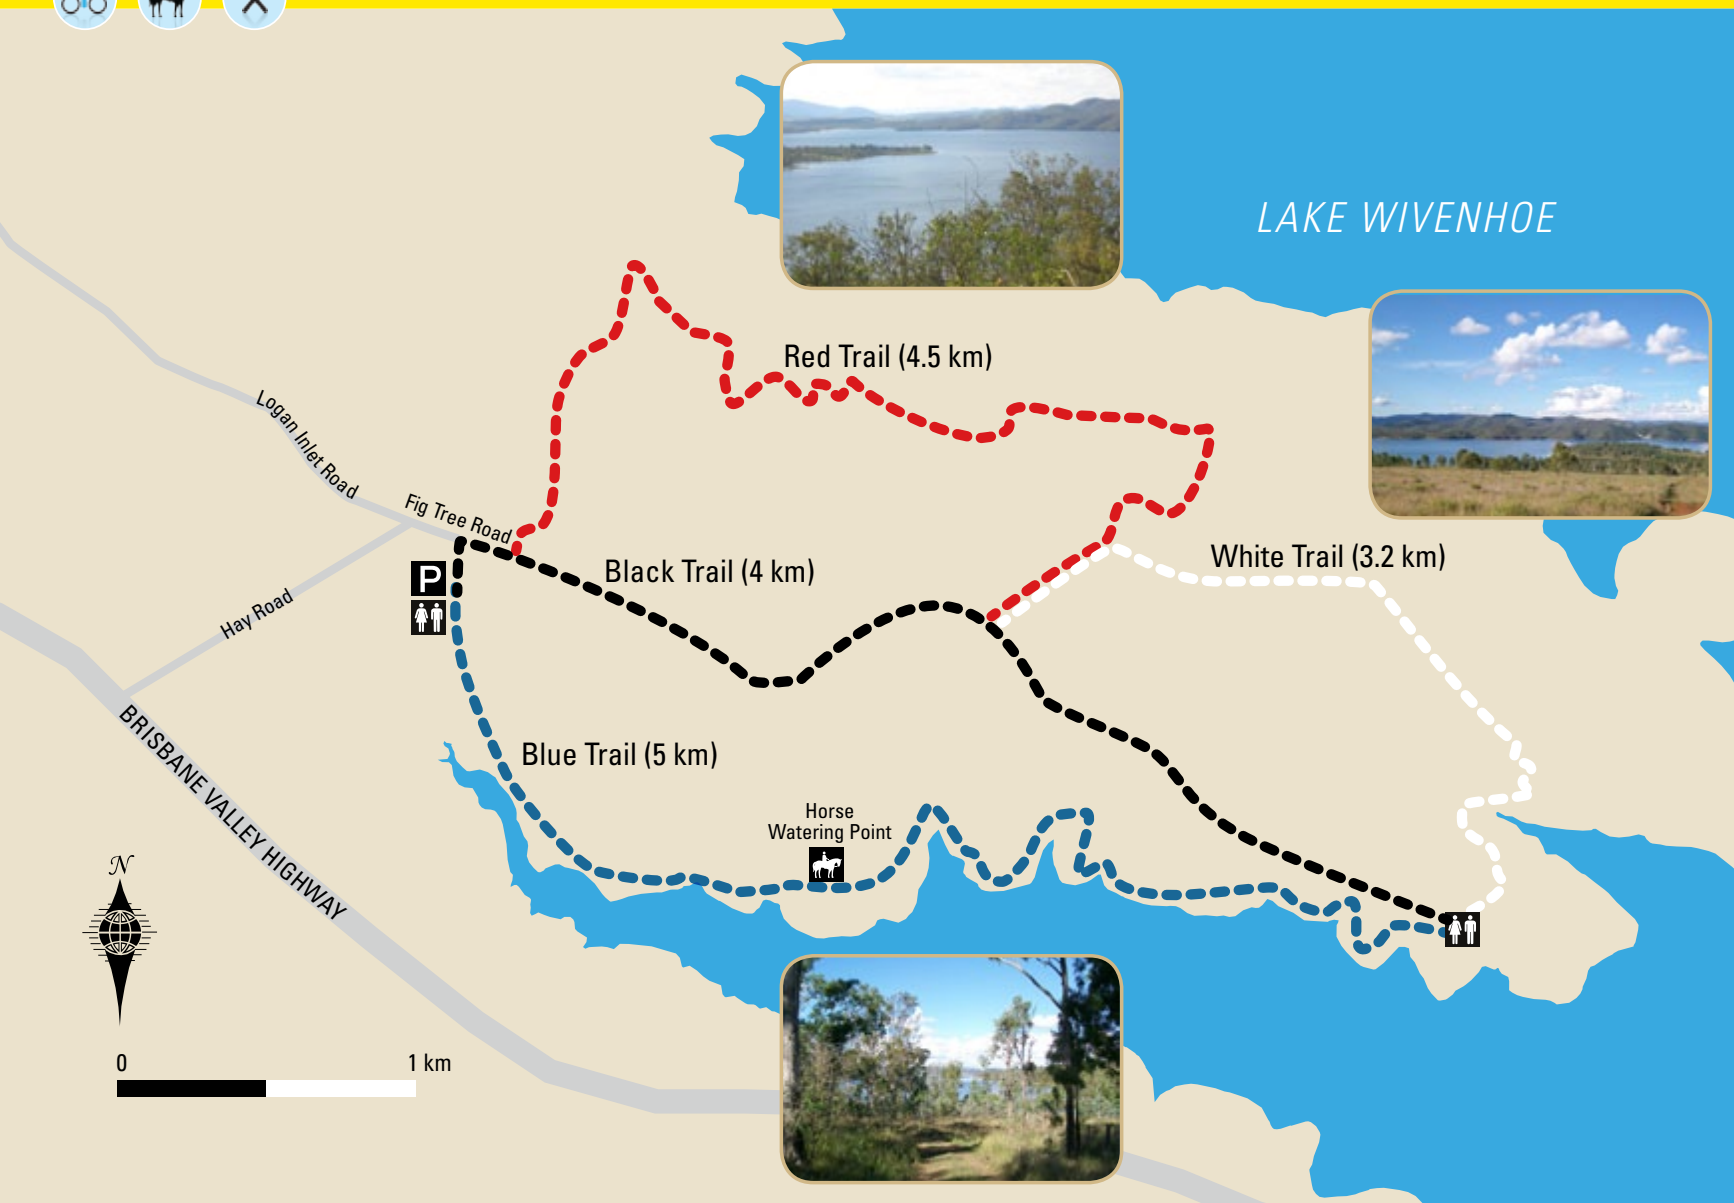 LAKE WIVENHOE
Red Trail (4.5 km)
Logan Inlet Road
Fig Tree Road
White Trail (3.2 km)
Black Trail (4 km)
P
Hay Road
BRISBANE VALLEY HIGHWAY
Blue Trail (5 km)
Horse
Watering Point
N
0 1 km